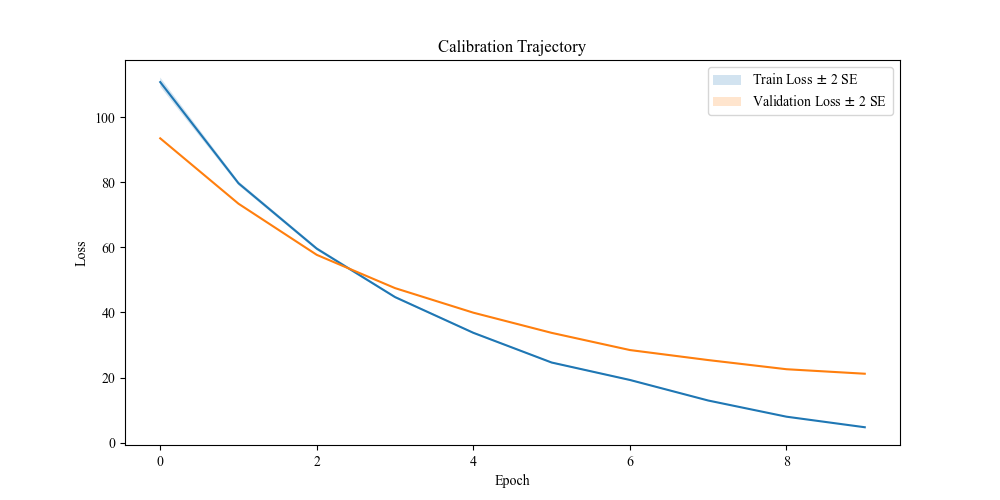 Calibration Trajectory
Train Loss ± 2 SE
Validation Loss ± 2 SE
Loss
100
80
60
40
20
0
0 2 4 6 8
Epoch